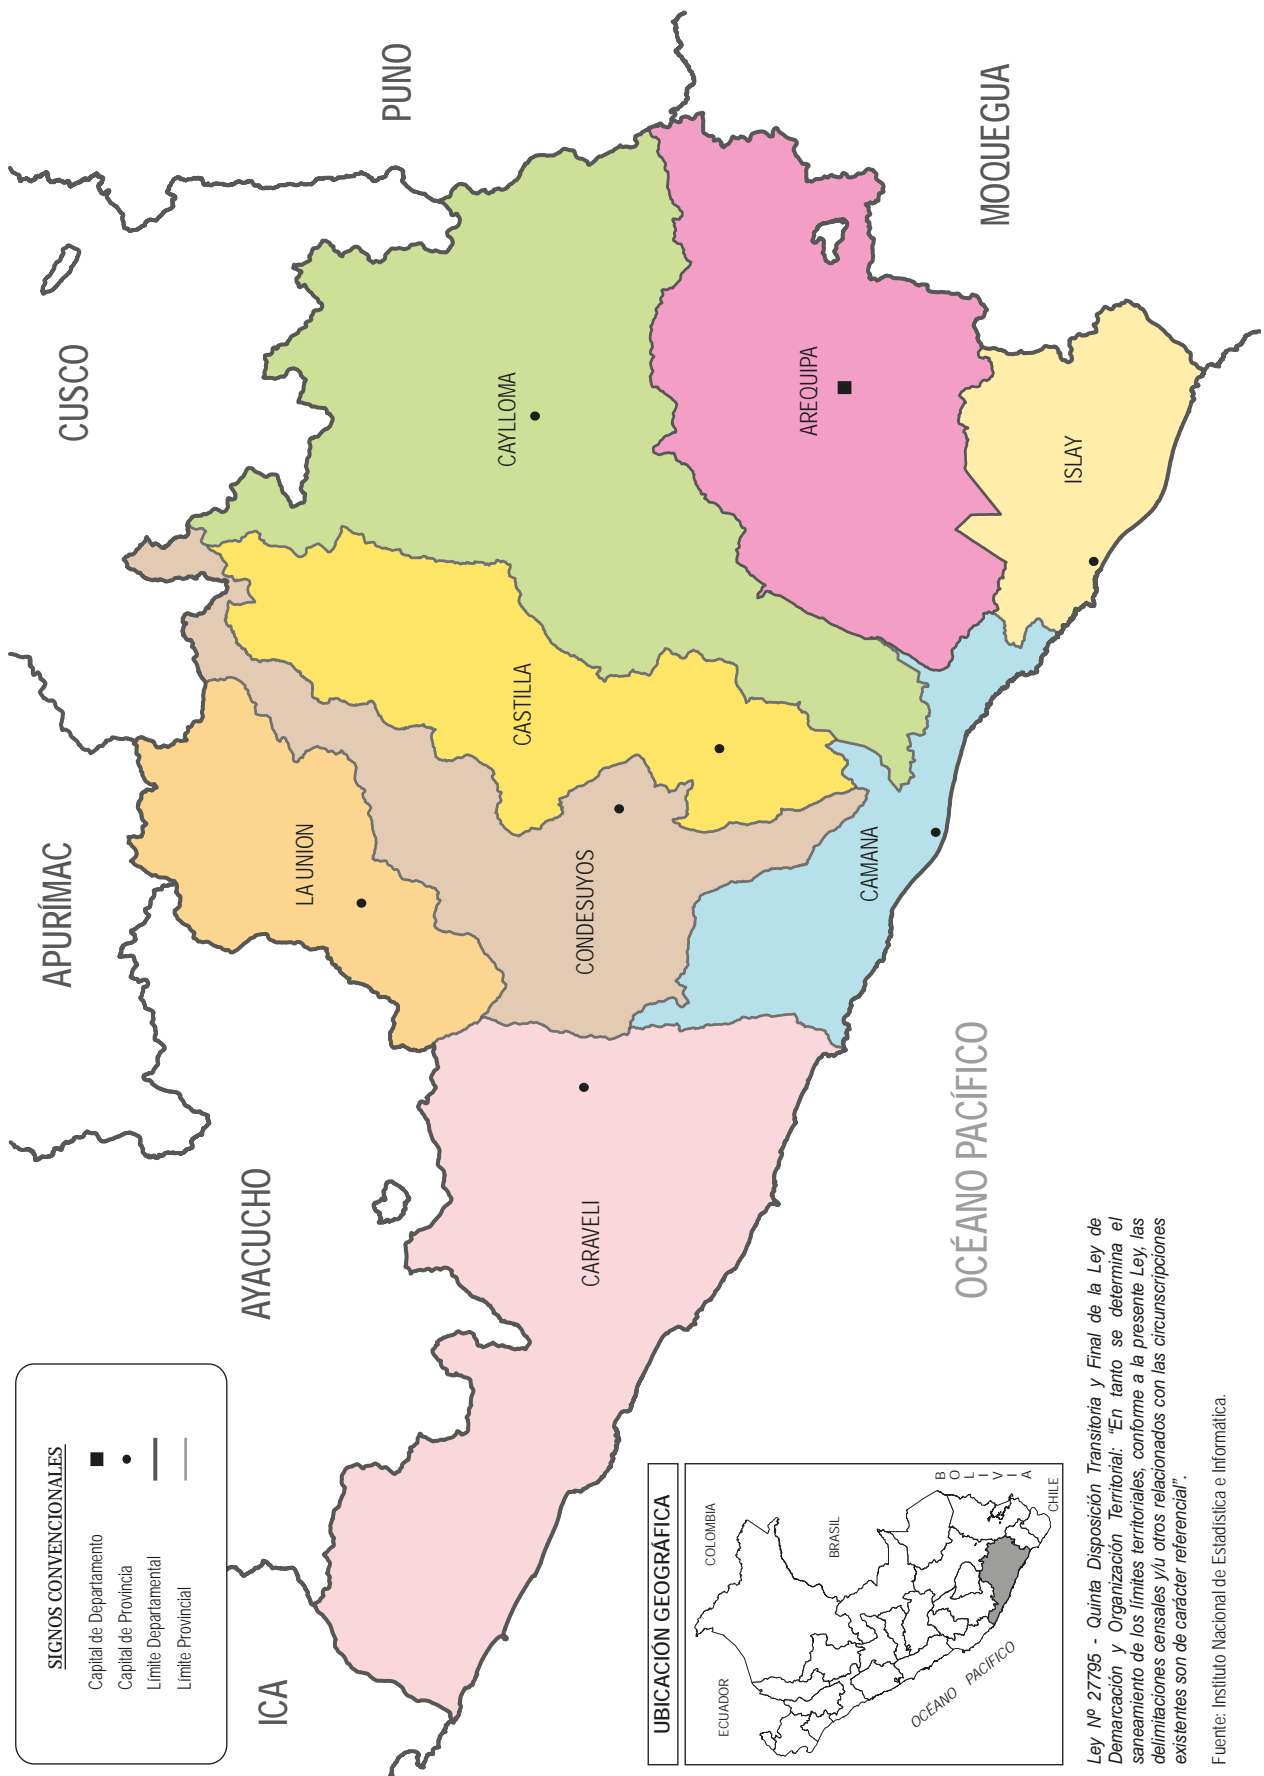 SIGNOS CONVENCIONALES
Capital de Departamento
Capital de Provincia
Límite Departamental
Límite Provincial
APURÍMAC
CUSCO
PUNO
AYACUCHO
ICA
MOQUEGUA
LA UNION
CASTILLA
CAYLLOMA
CONDESUYOS
CARAVELI
AREQUIPA
CAMANA
ISLAY
OCÉANO PACÍFICO
UBICACIÓN GEOGRÁFICA
ECUADOR
COLOMBIA
BRASIL
BOLIVIA
CHILE
OCÉANO PACÍFICO
Ley Nº 27795 - Quinta Disposición Transitoria y Final de la Ley de
Demarcación y Organización Territorial: "En tanto se determina el
saneamiento de los límites territoriales, conforme a la presente Ley, las
delimitaciones censales y/u otros relacionados con las circunscripciones
existentes son de carácter referencial".
Fuente: Instituto Nacional de Estadística e Informática.